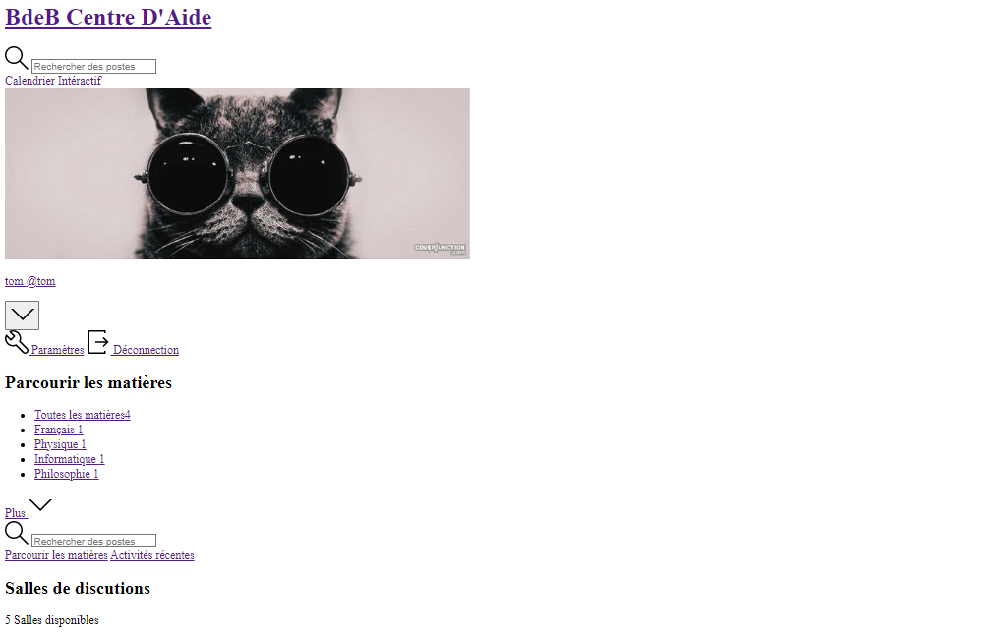 BdeB Centre D'Aide
Rechercher des postes
Calendrier Intéractif
COVERJUNCTION
.com
tom @tom
Paramètres Déconnection
Parcourir les matières
Toutes les matières4
Français 1
Physique 1
Informatique 1
Philosophie 1
Plus
Rechercher des postes
Parcourir les matières Activités récentes
Salles de discutions
5 Salles disponibles